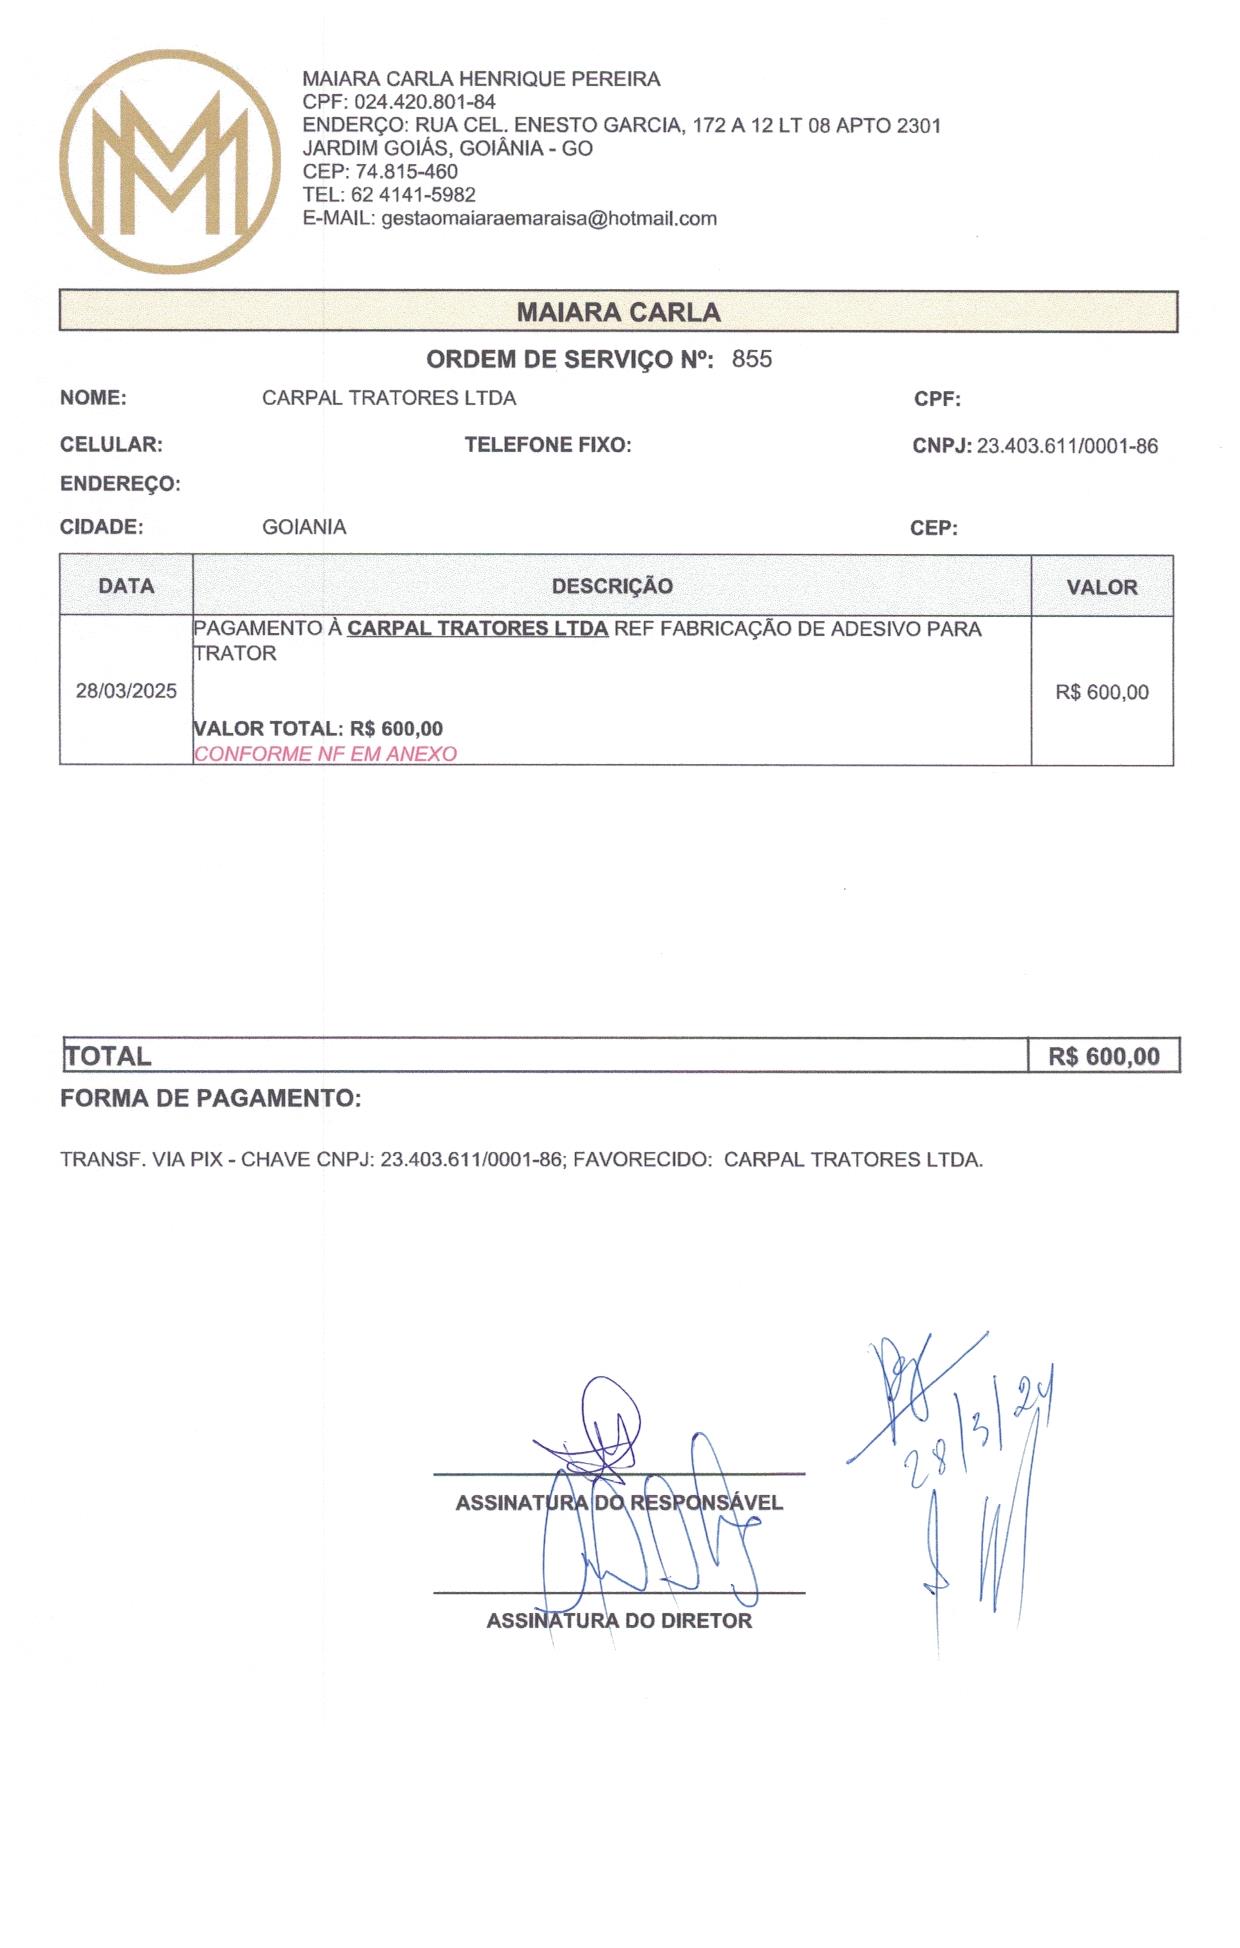 MAIARA CARLA HENRIQUE PEREIRA
CPF: 024.420.801-84
ENDERÇO: RUA CEL. ENESTO GARCIA, 172 A 12 LT 08 APTO 2301
JARDIM GOIÁS, GOIÂNIA - GO
CEP: 74.815-460
TEL: 62 4141-5982
E-MAIL: gestaomaiaraemaraisa@hotmail.com
MAIARA CARLA
ORDEM DE SERVIÇO Nº: 855
NOME: CARPAL TRATORES LTDA CPF:
CELULAR: TELEFONE FIXO: CNPJ: 23.403.611/0001-86
ENDEREÇO:
CIDADE: GOIANIA CEP:
DATA DESCRIÇÃO VALOR
PAGAMENTO À CARPAL TRATORES LTDA REF FABRICAÇÃO DE ADESIVO PARA
TRATOR
28/03/2025 R$ 600,00
VALOR TOTAL: R$ 600,00
CONFORME NF EM ANEXO
TOTAL R$ 600,00
FORMA DE PAGAMENTO:
TRANSF. VIA PIX - CHAVE CNPJ: 23.403.611/0001-86; FAVORECIDO: CARPAL TRATORES LTDA.
28/3/24
ASSINATURA DO RESPONSÁVEL
ASSINATURA DO DIRETOR